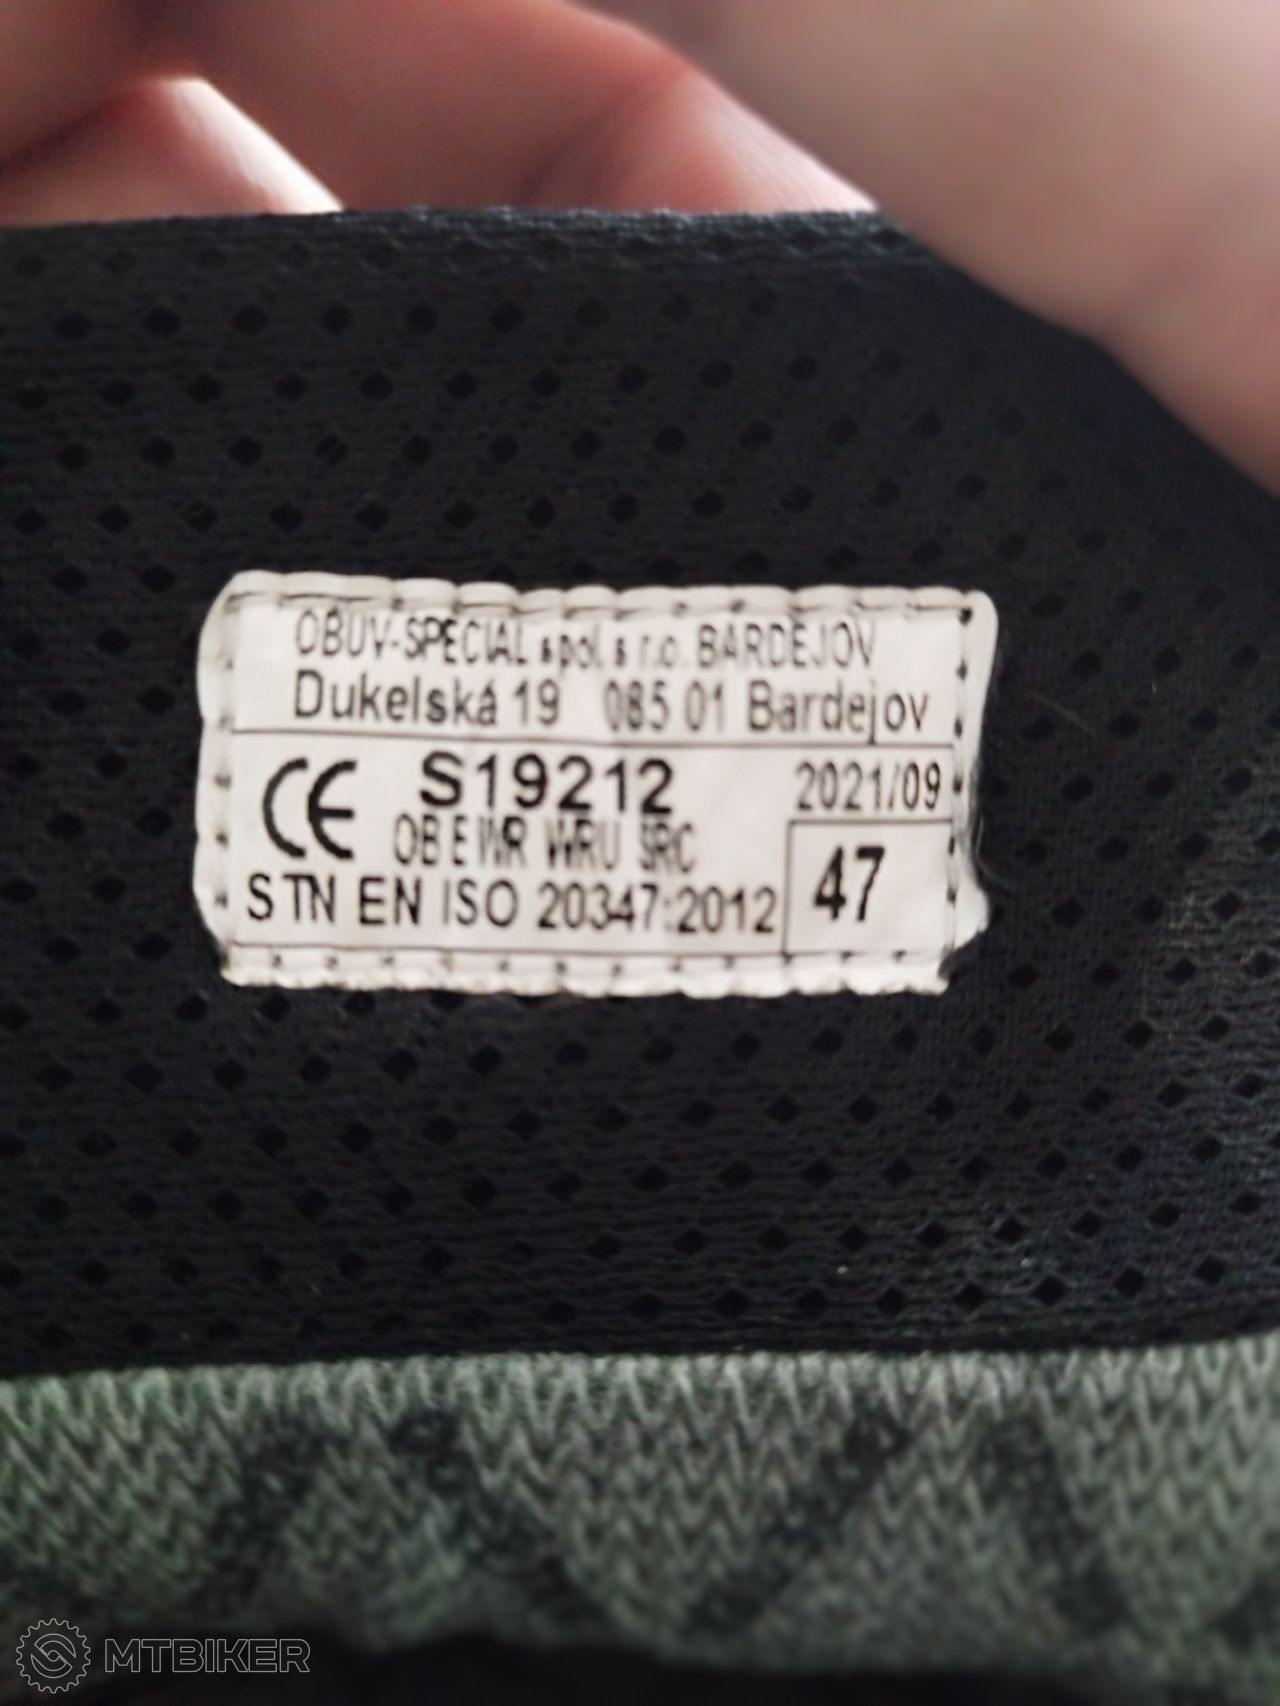 OBUV-SPECIAL spol. s r.o. BARDEJOV
Dukelská 19 085 01 Bardejov
CE S19212 2021/09
OB E WR WRU SRC
STN EN ISO 20347:2012 47
MTBIKER